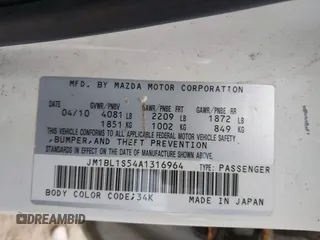 MFD. BY MAZDA MOTOR CORPORATION
GVWR/PNBV GAWR/PNBE FRT GAWR/PNBE RR
04/10 4081 LB 2209 LB 1872 LB
1851 KG 1002 KG 849 KG
THIS VEHICLE CONFORMS TO ALL APPLICABLE FEDERAL MOTOR VEHICLE SAFETY
, BUMPER, AND THEFT PREVENTION STANDARDS IN EFFECT ON THE DATE OF MANUFACTURE SHOWN ABOVE.
JM1BL1S54A1316964 TYPE: PASSENGER
BODY COLOR CODE: 34K MADE IN JAPAN